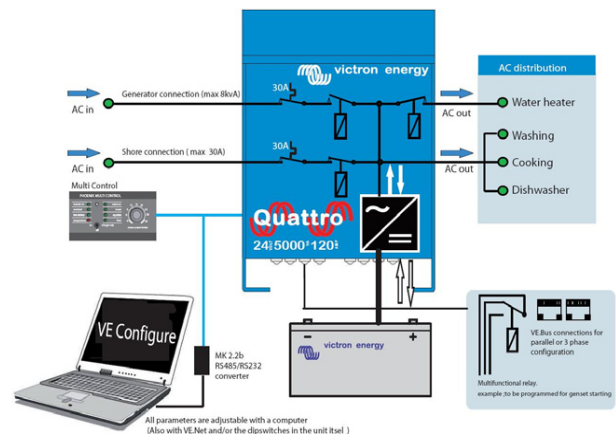 victron energy
AC distribution
Generator connection (max 8kvA)
30A
AC in
AC out
Water heater
Washing
Shore connection ( max 30A)
30A
AC in
AC out
Cooking
Dishwasher
Multi Control
PHOENIX MULTI CONTROL
Quattro
24 5000 120
VE Configure
MK 2.2b
RS485/RS232
converter
victron energy
VE.Bus connections for
parallel or 3 phase
configuration
Multifunctional relay.
example ;to be programmed for genset starting
All parameters are adjustable with a computer
(Also with VE.Net and/or the dipswitches in the unit itsel )